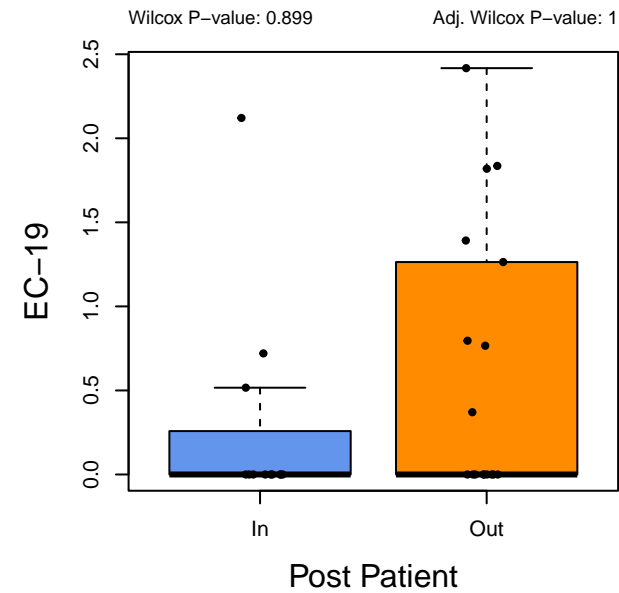 Wilcox P−value: 0.899
Adj. Wilcox P−value: 1
2.5
2.0
1.5
1.0
0.5
0.0
EC−19
In
Out
Post Patient